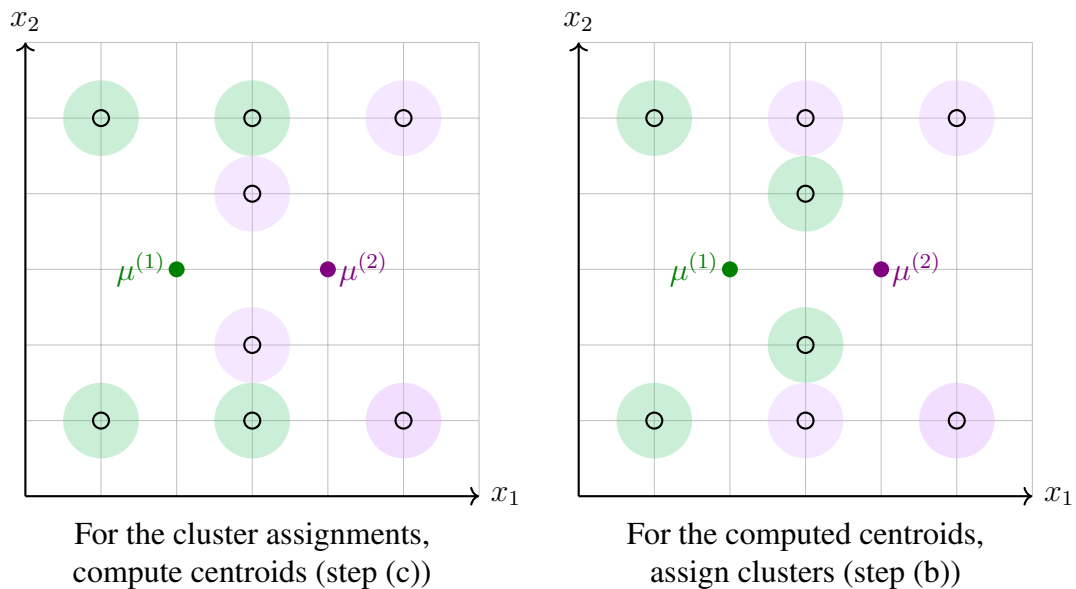 x₂
μ⁽¹⁾
μ⁽²⁾
x₁
For the cluster assignments,
compute centroids (step (c))
x₂
μ⁽¹⁾
μ⁽²⁾
x₁
For the computed centroids,
assign clusters (step (b))